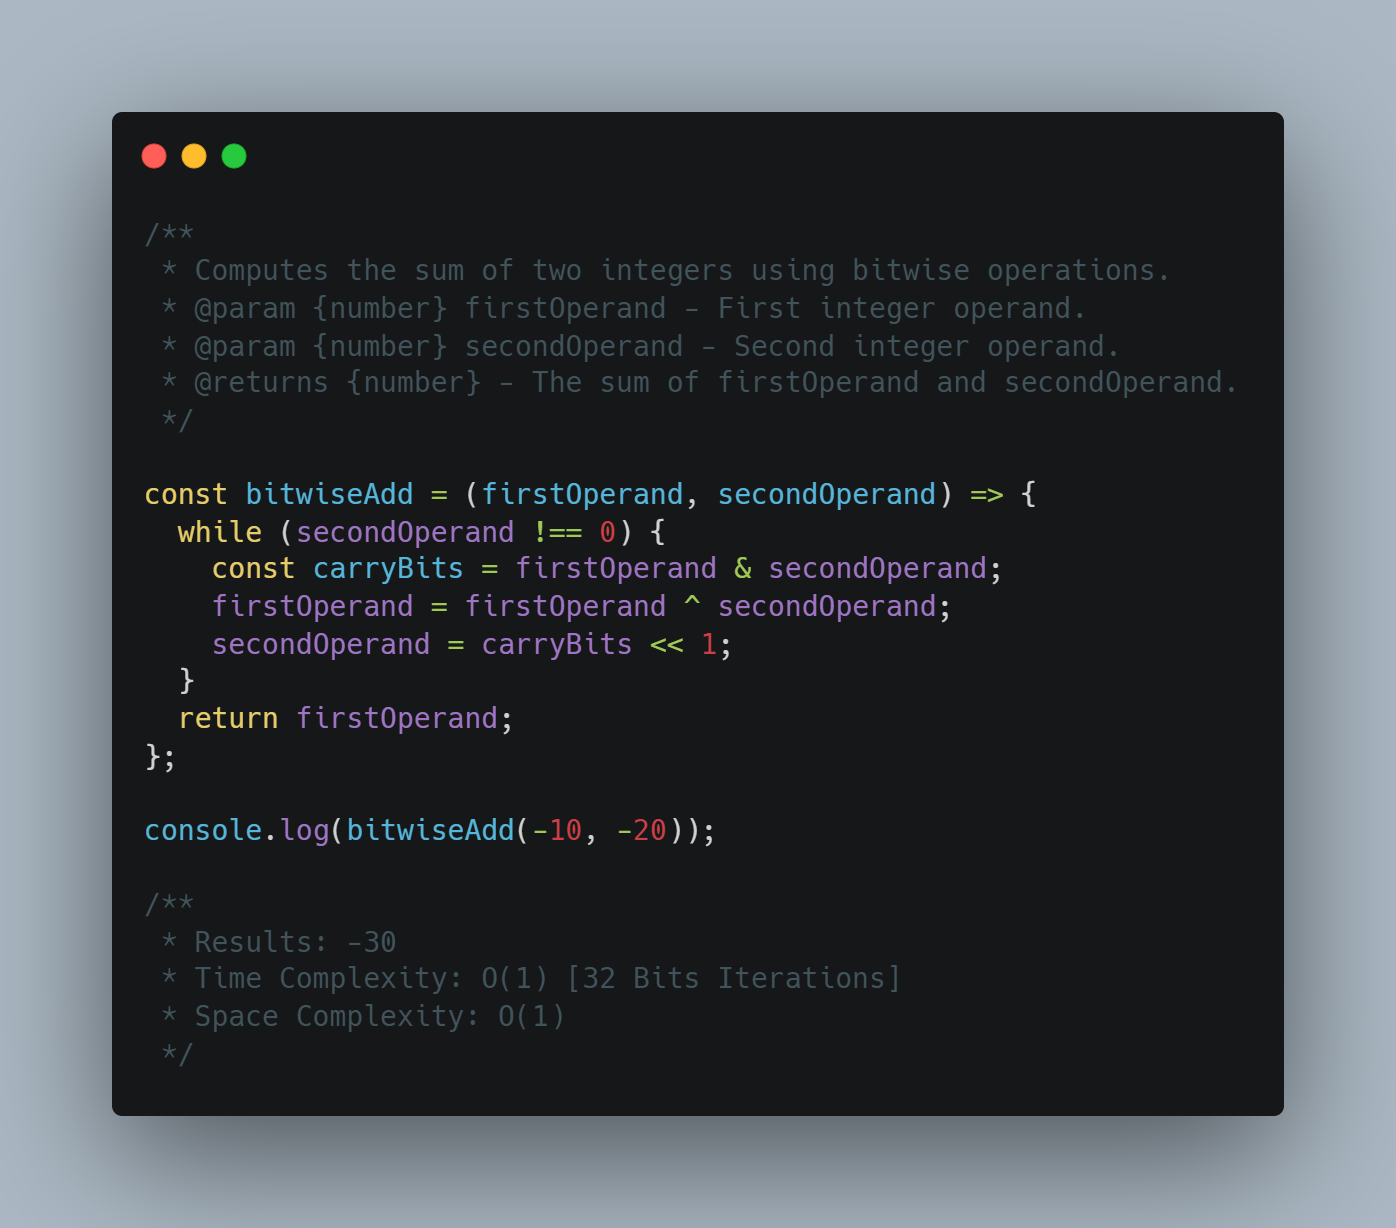 /**
 * Computes the sum of two integers using bitwise operations.
 * @param {number} firstOperand - First integer operand.
 * @param {number} secondOperand - Second integer operand.
 * @returns {number} - The sum of firstOperand and secondOperand.
 */
const bitwiseAdd = (firstOperand, secondOperand) => {
  while (secondOperand !== 0) {
    const carryBits = firstOperand & secondOperand;
    firstOperand = firstOperand ^ secondOperand;
    secondOperand = carryBits << 1;
  }
  return firstOperand;
};
console.log(bitwiseAdd(-10, -20));
/**
 * Results: -30
 * Time Complexity: O(1) [32 Bits Iterations]
 * Space Complexity: O(1)
 */